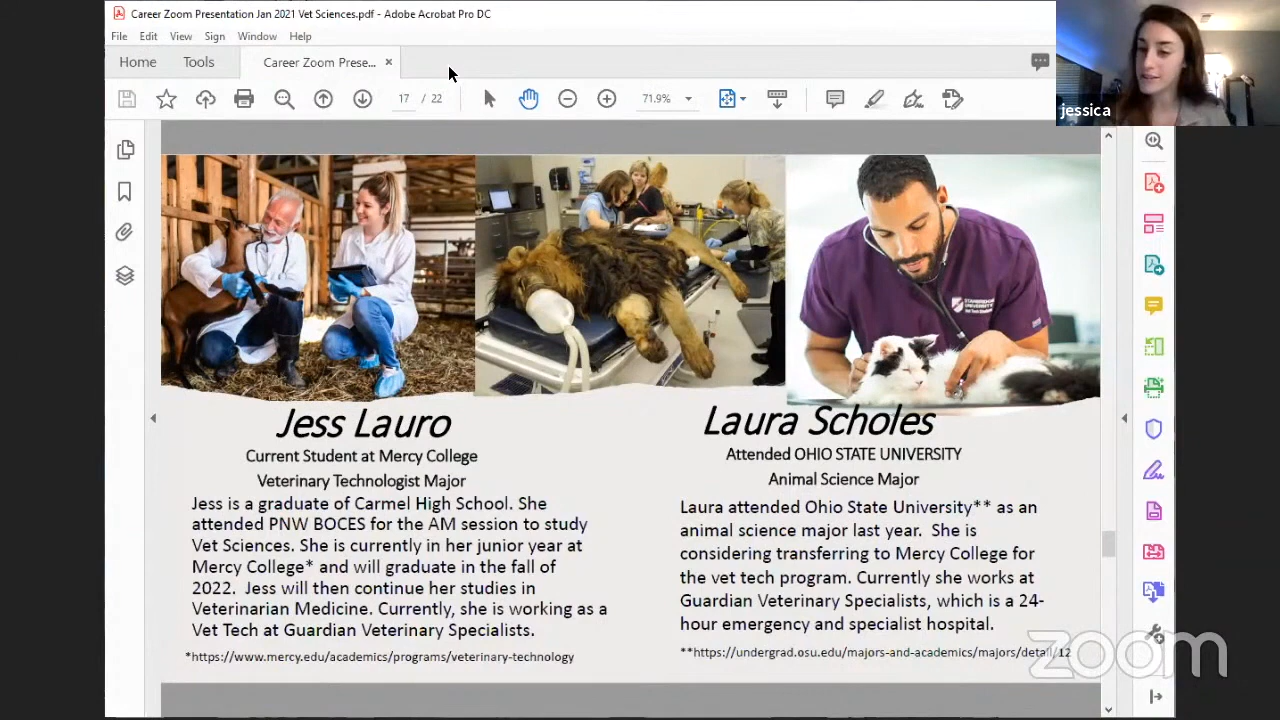 Career Zoom Presentation Jan 2021 Vet Sciences.pdf - Adobe Acrobat Pro DC
File Edit View Sign Window Help
Home Tools Career Zoom Prese... ×
17 / 22 71.9%
jessica
STANBRIDGE
UNIVERSITY
Jess Lauro
Current Student at Mercy College
Veterinary Technologist Major
Jess is a graduate of Carmel High School. She
attended PNW BOCES for the AM session to study
Vet Sciences. She is currently in her junior year at
Mercy College* and will graduate in the fall of
2022. Jess will then continue her studies in
Veterinarian Medicine. Currently, she is working as a
Vet Tech at Guardian Veterinary Specialists.
*https://www.mercy.edu/academics/programs/veterinary-technology
Laura Scholes
Attended OHIO STATE UNIVERSITY
Animal Science Major
Laura attended Ohio State University** as an
animal science major last year. She is
considering transferring to Mercy College for
the vet tech program. Currently she works at
Guardian Veterinary Specialists, which is a 24-
hour emergency and specialist hospital.
**https://undergrad.osu.edu/majors-and-academics/majors/detail/12
zoom